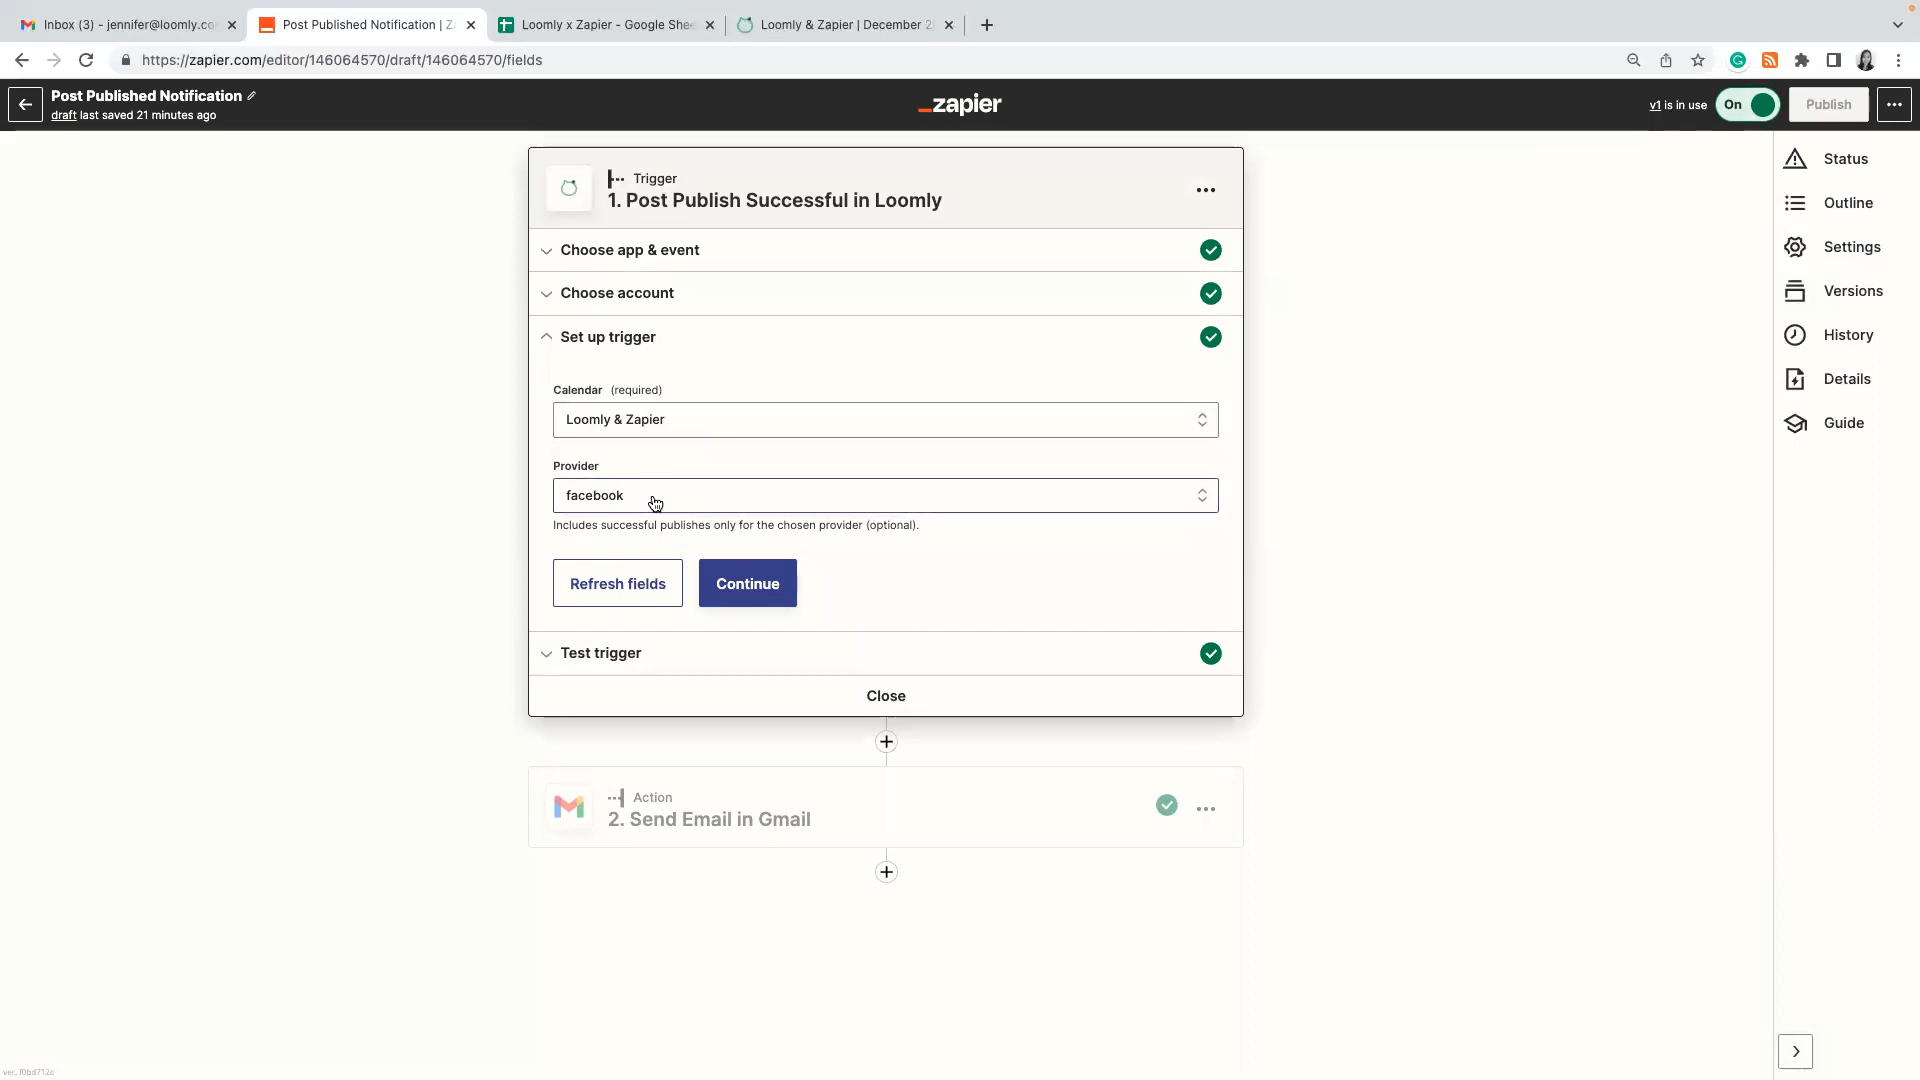 Inbox (3) - jennifer@loomly.co
Post Published Notification | Za
Loomly x Zapier - Google Shee
Loomly & Zapier | December 2
https://zapier.com/editor/146064570/draft/146064570/fields
Post Published Notification
draft last saved 21 minutes ago
zapier
v1 is in use
On
Publish
Trigger
1. Post Publish Successful in Loomly
Choose app & event
Choose account
Set up trigger
Calendar (required)
Loomly & Zapier
Provider
facebook
Includes successful publishes only for the chosen provider (optional).
Refresh fields
Continue
Test trigger
Close
Action
2. Send Email in Gmail
Status
Outline
Settings
Versions
History
Details
Guide